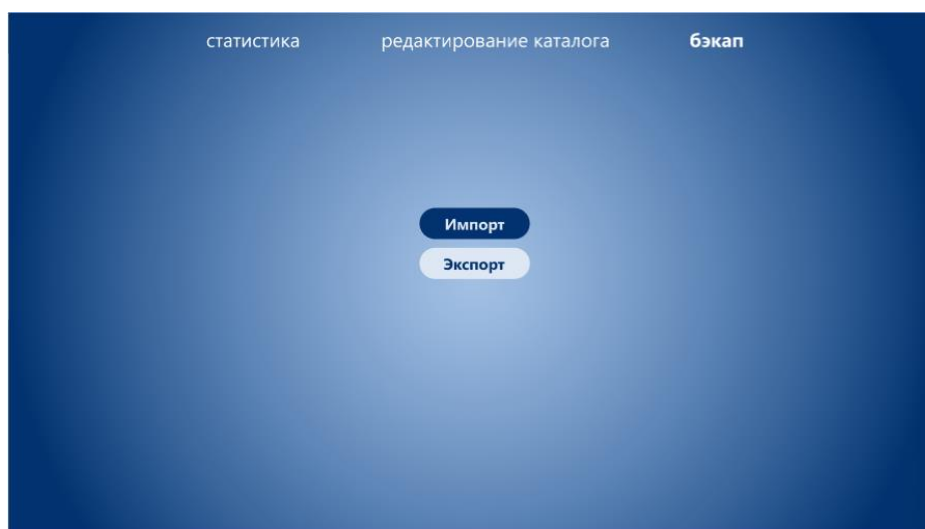 статистика редактирование каталога бэкап
Импорт
Экспорт